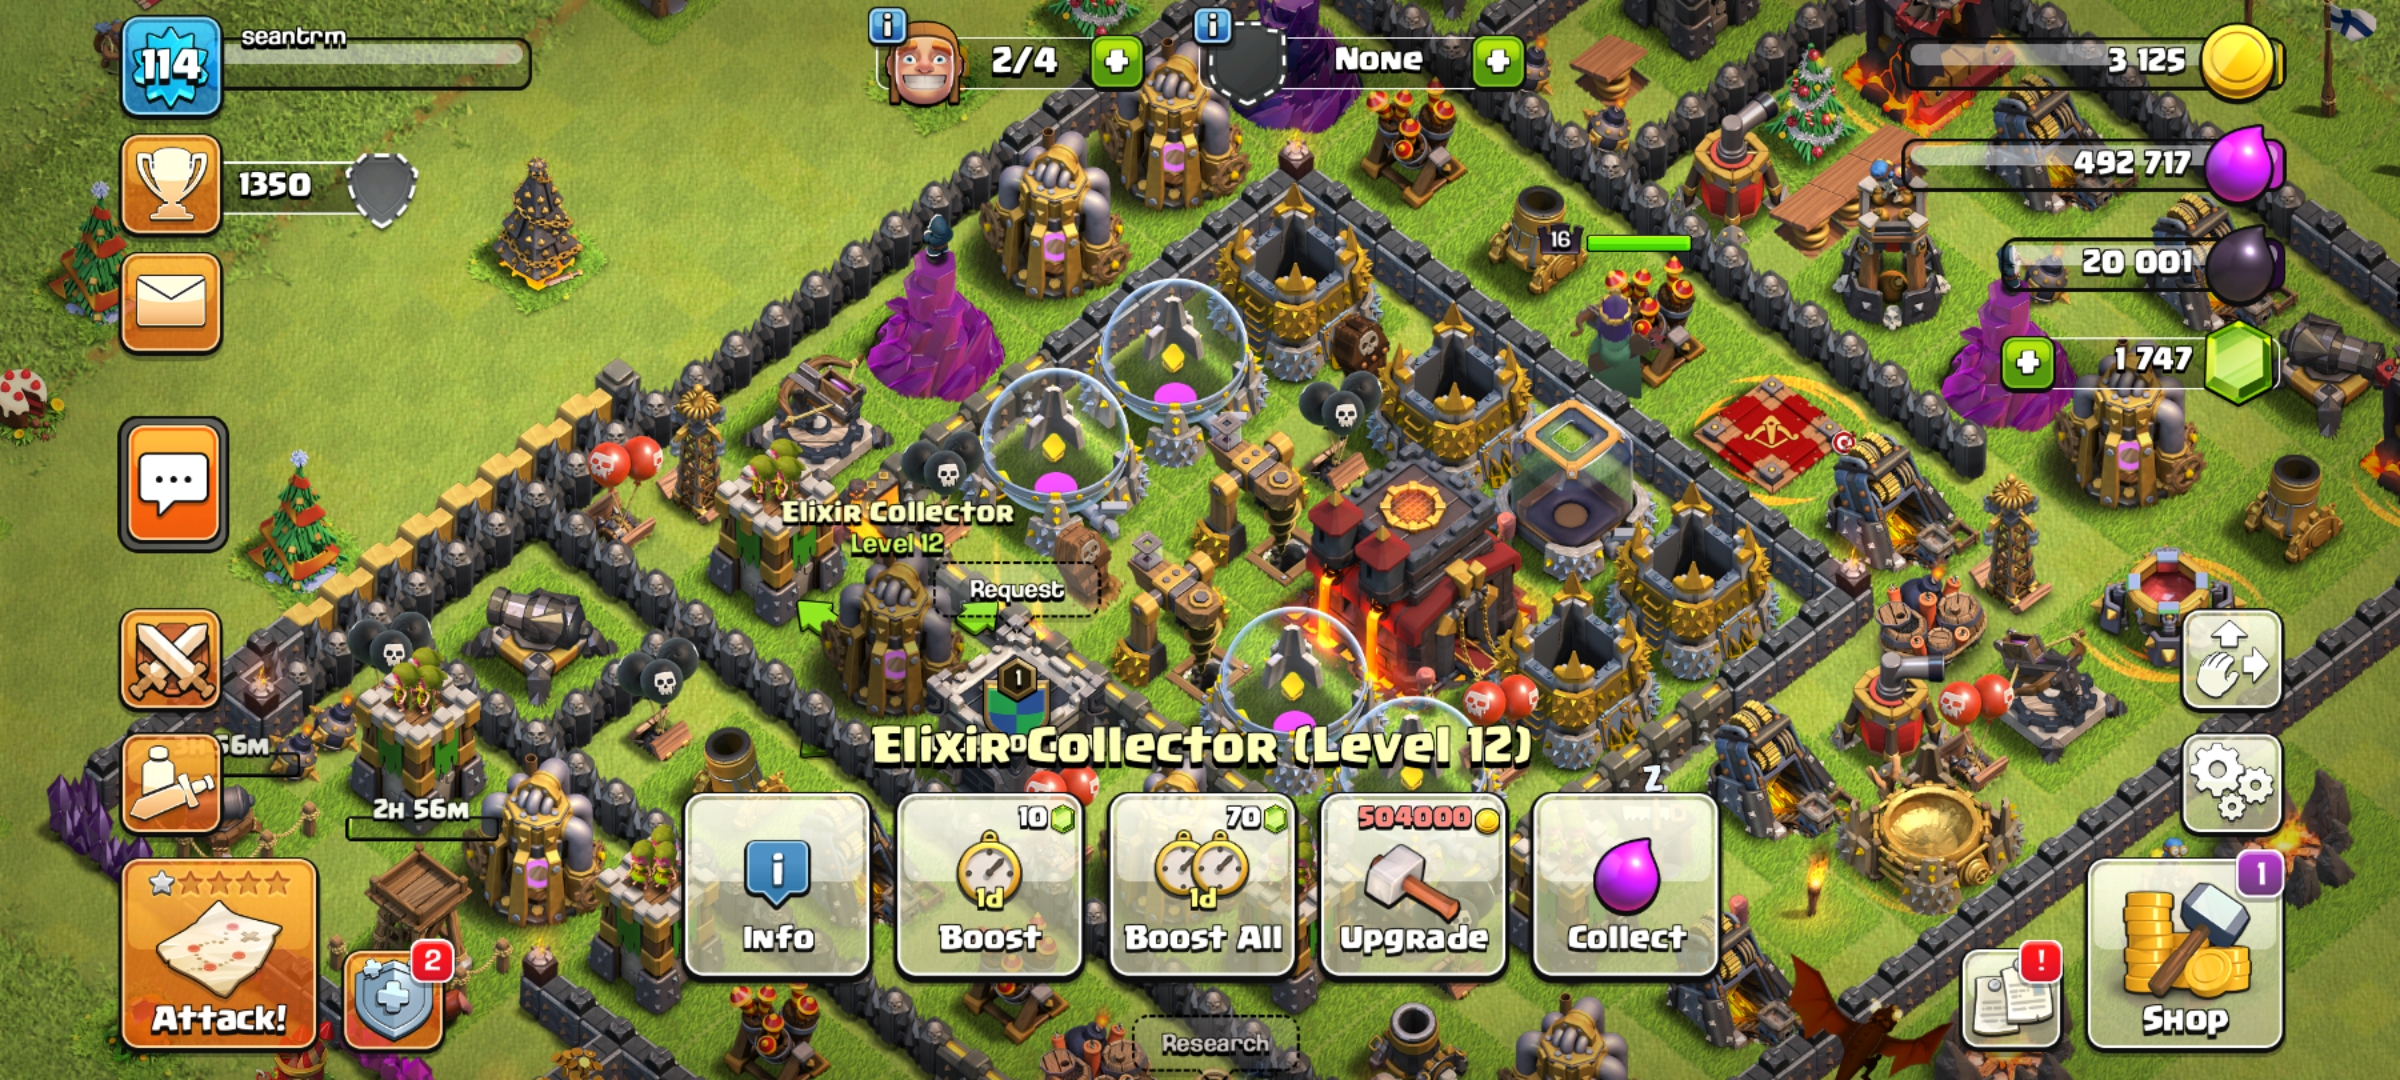 114
seantrm
2/4
None
3 125
1350
492 717
16
20 001
1 747
Elixir Collector
Level 12
Request
1
Elixir Collector (Level 12)
2H 56M
Info
10
1d
Boost
70
1d
Boost All
504000
Upgrade
Collect
Z
Attack!
2
!
1
Shop
Research